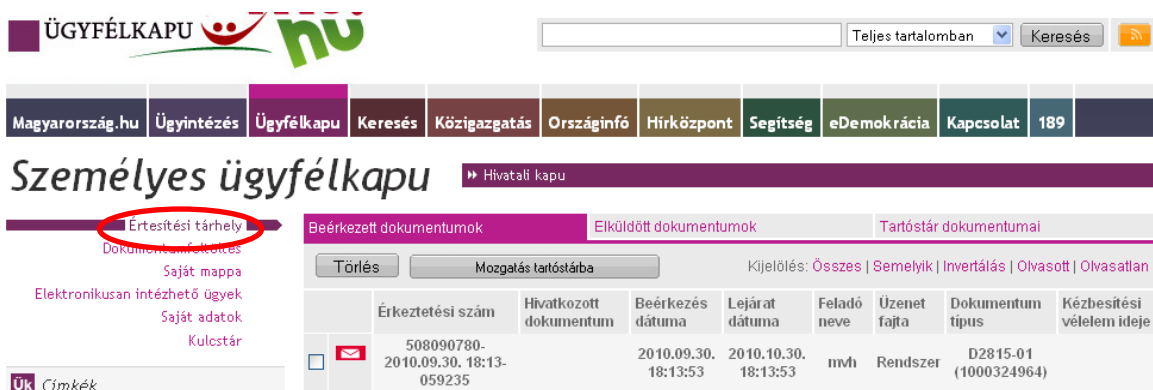 ÜGYFÉLKAPU
Teljes tartalomban
Keresés
Magyarország.hu Ügyintézés Ügyfélkapu Keresés Közigazgatás Országinfó Hírközpont Segítség eDemokrácia Kapcsolat 189
Személyes ügyfélkapu
Hivatali kapu
Értesítési tárhely
Dokumentumfeltöltés
Saját mappa
Elektronikusan intézhető ügyek
Saját adatok
Kulcstár
Ük Címkék
Beérkezett dokumentumok
Elküldött dokumentumok
Tartóstár dokumentumai
Törlés
Mozgatás tartóstárba
Kijelölés: Összes | Semelyik | Invertálás | Olvasott | Olvasatlan
Érkeztetési szám
Hivatkozott
dokumentum
Beérkezés
dátuma
Lejárat
dátuma
Feladó
neve
Üzenet
fajta
Dokumentum
típus
Kézbesítési
vélelem ideje
508090780-
2010.09.30. 18:13-
059235
2010.09.30.
18:13:53
2010.10.30.
18:13:53
mvh
Rendszer
D2815-01
(1000324964)